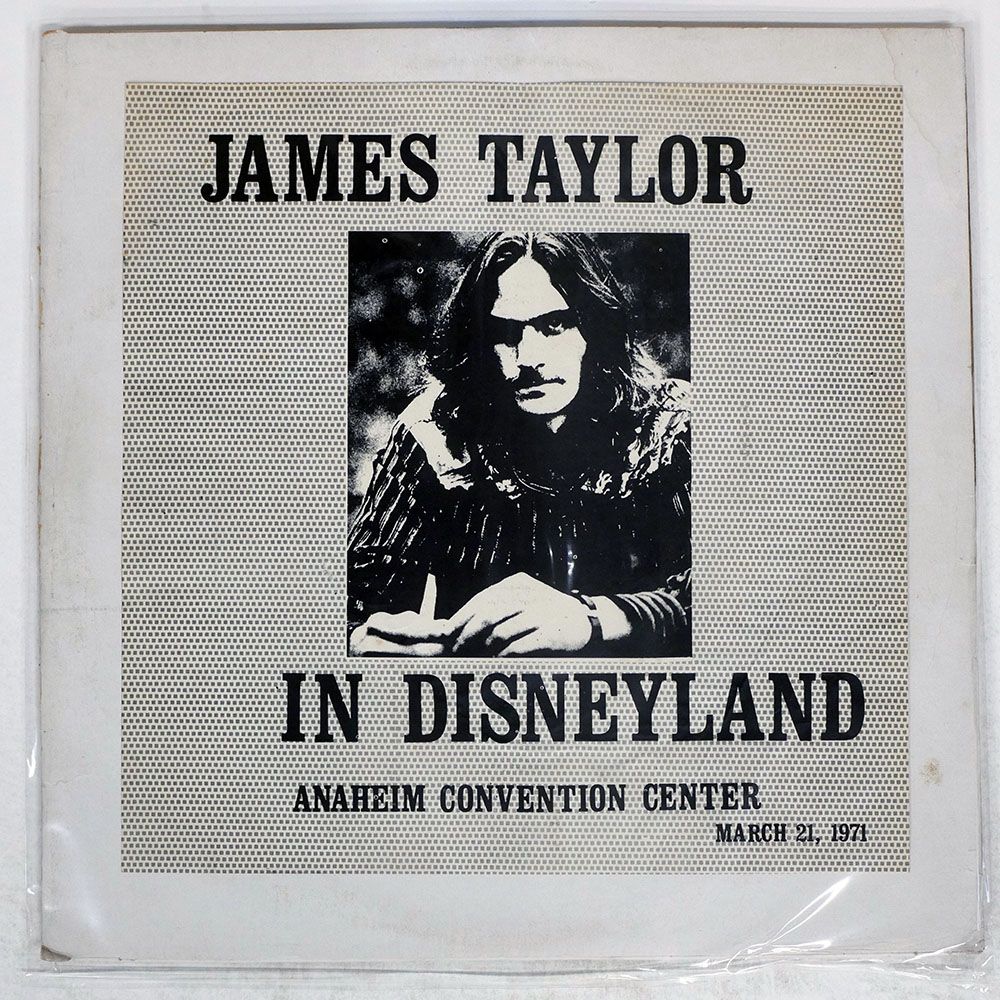 JAMES TAYLOR
IN DISNEYLAND
ANAHEIM CONVENTION CENTER
MARCH 21, 1971